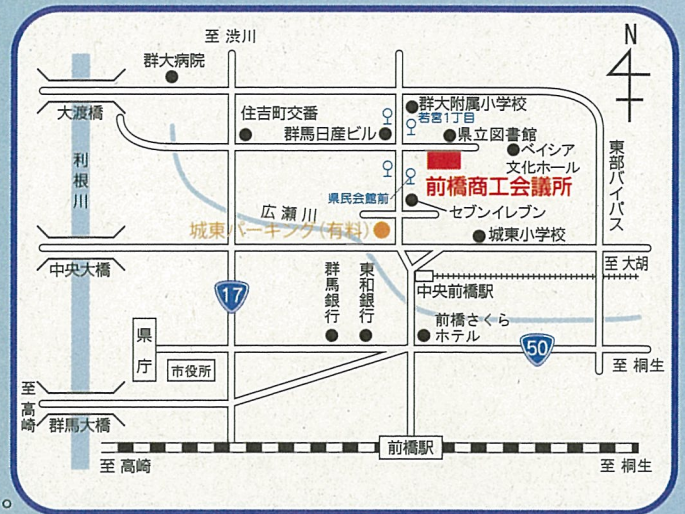 至 渋川
N
群大病院
大渡橋
住吉町交番
群馬日産ビル
群大附属小学校
若宮1丁目
県立図書館
ベイシア
文化ホール
前橋商工会議所
県民会館前
セブンイレブン
東部バイパス
利根川
広瀬川
城東パーキング(有料)
城東小学校
中央大橋
至 大胡
中央前橋駅
17
群馬銀行
東和銀行
前橋さくら
ホテル
50
県庁
市役所
至 桐生
至 高崎
群馬大橋
前橋駅
至 高崎
至 桐生
。